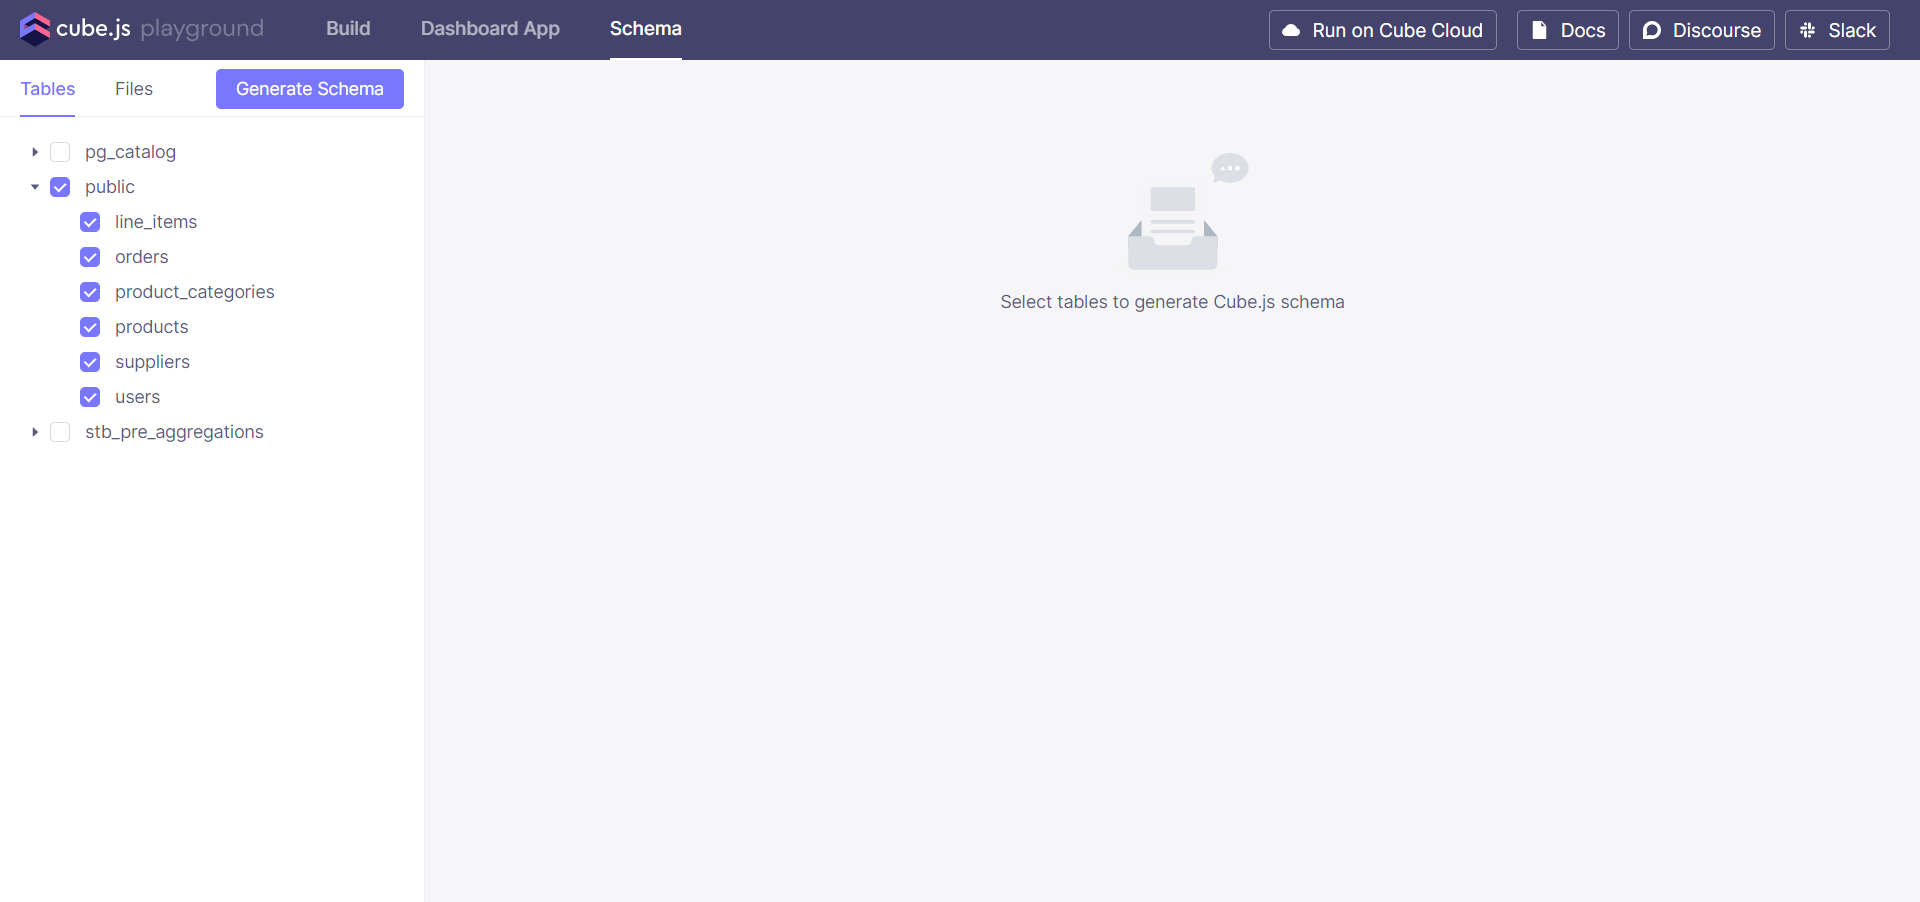 cube.js playground Build Dashboard App Schema Run on Cube Cloud Docs Discourse Slack
Tables Files Generate Schema
pg_catalog
public
line_items
orders
product_categories
products
suppliers
users
stb_pre_aggregations
Select tables to generate Cube.js schema